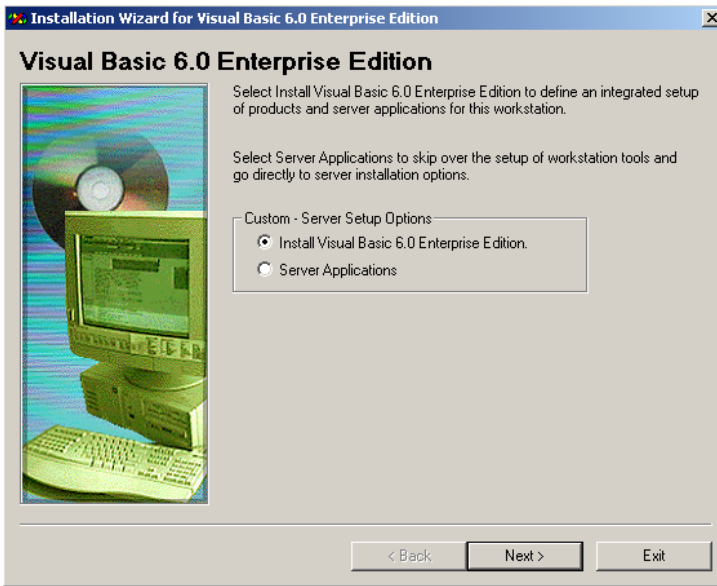 Installation Wizard for Visual Basic 6.0 Enterprise Edition
Visual Basic 6.0 Enterprise Edition
Select Install Visual Basic 6.0 Enterprise Edition to define an integrated setup
of products and server applications for this workstation.
Select Server Applications to skip over the setup of workstation tools and
go directly to server installation options.
Custom - Server Setup Options
Install Visual Basic 6.0 Enterprise Edition.
Server Applications
< Back
Next >
Exit